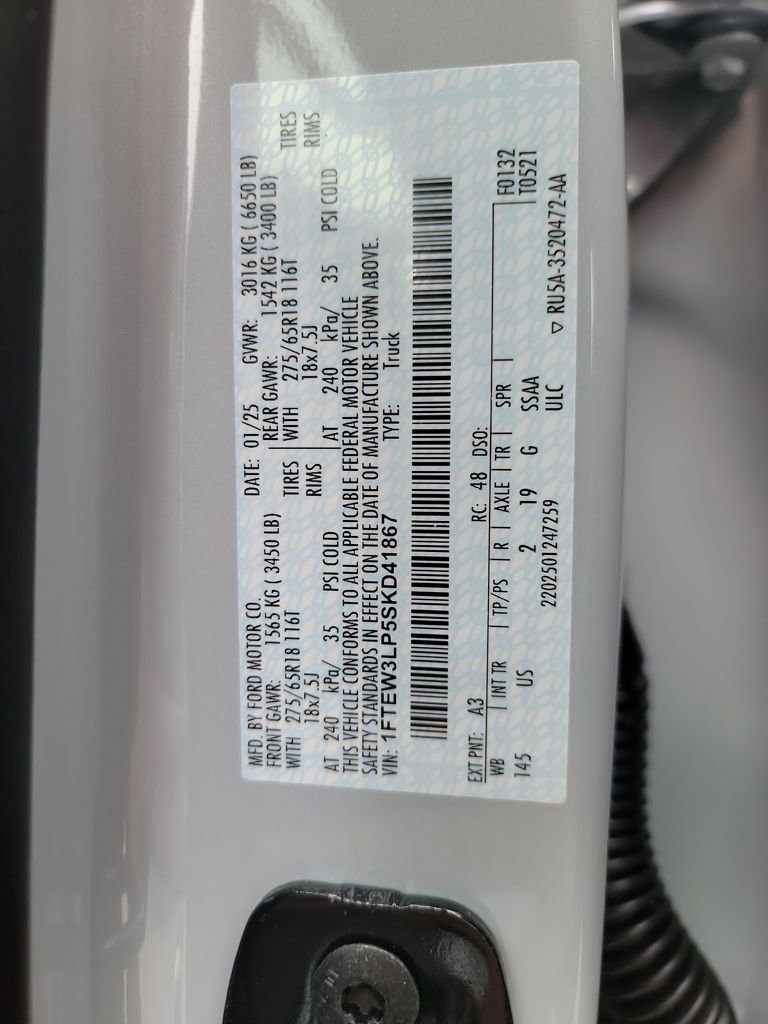 MFD. BY FORD MOTOR CO. DATE: 01/25 GVWR: 3016 KG ( 6650 LB)
FRONT GAWR: 1565 KG ( 3450 LB) REAR GAWR: 1542 KG ( 3400 LB)
WITH 275/65R18 116T TIRES WITH 275/65R18 116T TIRES
18x7.5J RIMS 18x7.5J RIMS
AT 240 kPa/ 35 PSI COLD AT 240 kPa/ 35 PSI COLD
THIS VEHICLE CONFORMS TO ALL APPLICABLE FEDERAL MOTOR VEHICLE
SAFETY STANDARDS IN EFFECT ON THE DATE OF MANUFACTURE SHOWN ABOVE.
VIN: 1FTEW3LP5SKD41867 TYPE: Truck
EXT PNT: A3 RC: 48 DSO:
WB INT TR TP/PS R AXLE TR SPR F0132
145 US 2 19 G SSAA T0521
2202501247259 ULC ▽ RU5A-3520472-AA